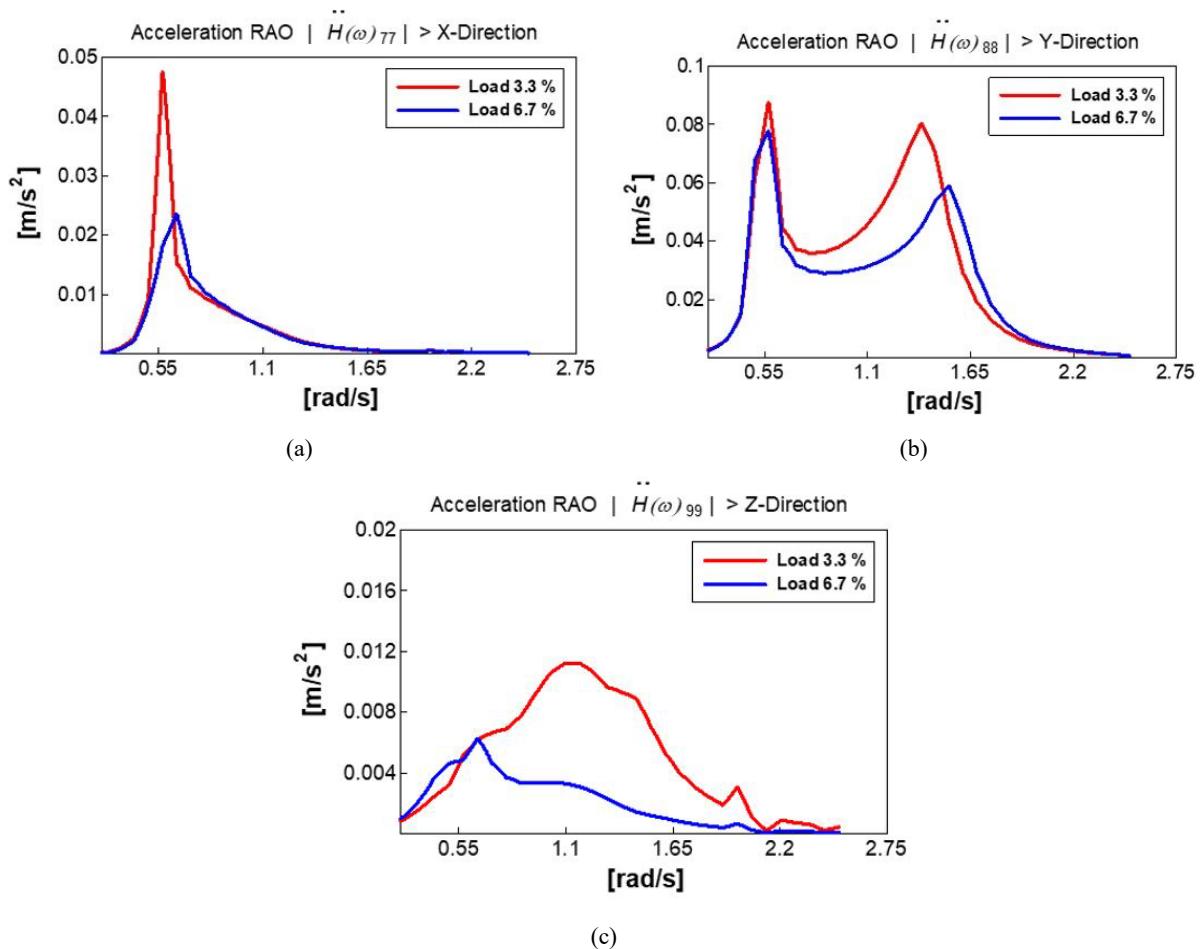 Acceleration RAO | Ḧ(ω)₇₇ | > X-Direction
0.05
0.04
0.03
0.02
0.01
[m/s²]
Load 3.3 %
Load 6.7 %
0.55 1.1 1.65 2.2 2.75
[rad/s]
(a)
Acceleration RAO | Ḧ(ω)₈₈ | > Y-Direction
0.1
0.08
0.06
0.04
0.02
[m/s²]
Load 3.3 %
Load 6.7 %
0.55 1.1 1.65 2.2 2.75
[rad/s]
(b)
Acceleration RAO | Ḧ(ω)₉₉ | > Z-Direction
0.02
0.016
0.012
0.008
0.004
[m/s²]
Load 3.3 %
Load 6.7 %
0.55 1.1 1.65 2.2 2.75
[rad/s]
(c)